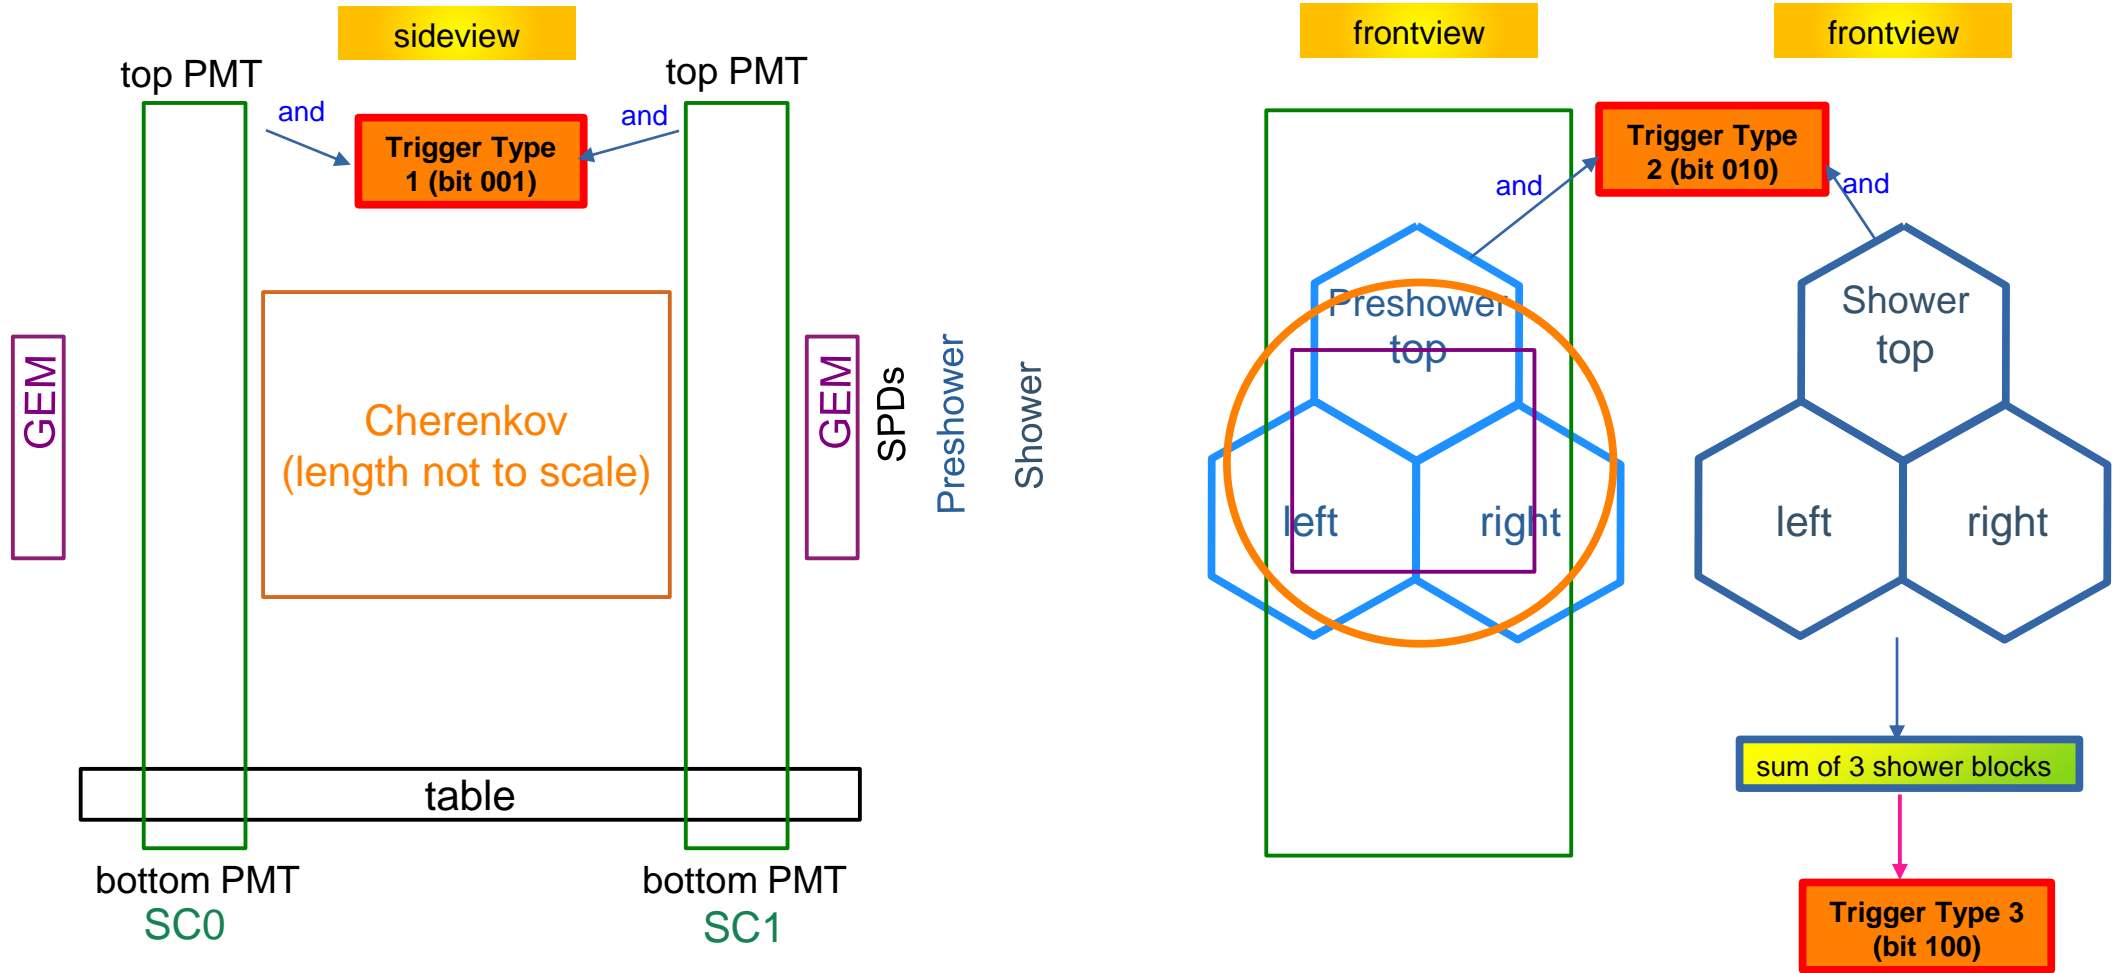 sideview
frontview
frontview
top PMT
top PMT
and
and
Trigger Type
1 (bit 001)
Trigger Type
2 (bit 010)
and
and
GEM
Cherenkov
(length not to scale)
GEM
SPDs
Preshower
Shower
Preshower
top
left
right
Shower
top
left
right
table
sum of 3 shower blocks
bottom PMT
SC0
bottom PMT
SC1
Trigger Type 3
(bit 100)